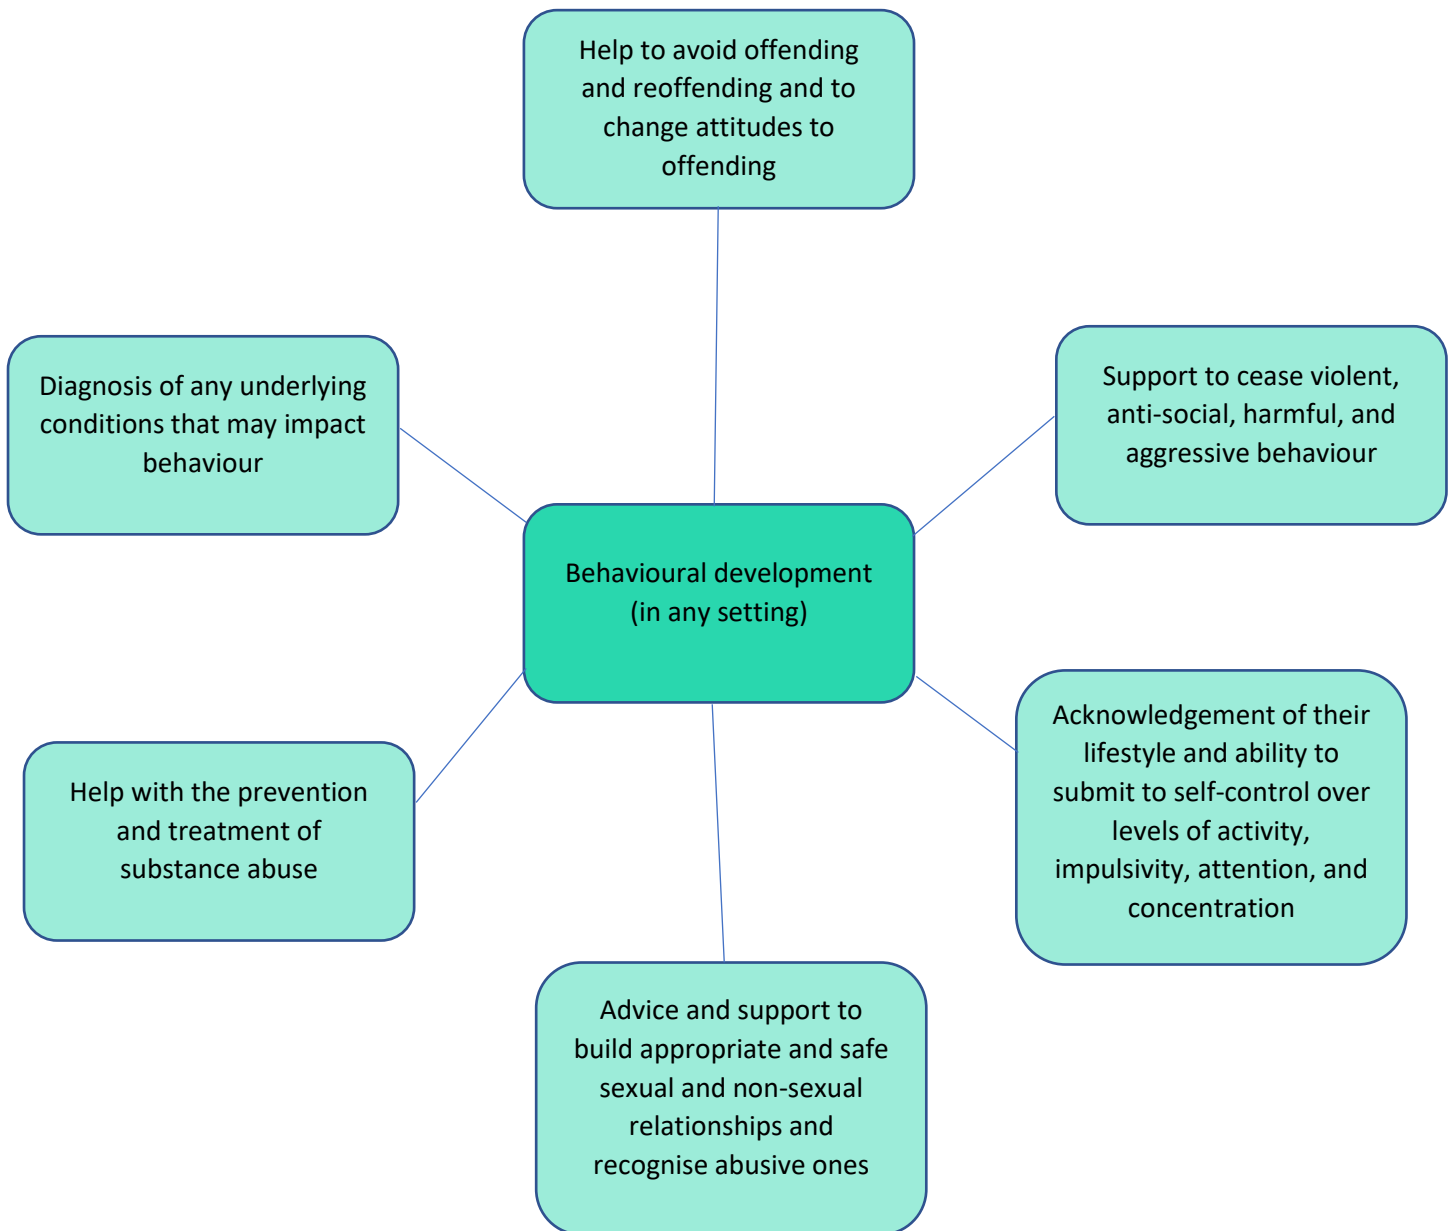 Help to avoid offending
and reoffending and to
change attitudes to
offending
Diagnosis of any underlying
conditions that may impact
behaviour
Support to cease violent,
anti-social, harmful, and
aggressive behaviour
Behavioural development
(in any setting)
Help with the prevention
and treatment of
substance abuse
Acknowledgement of their
lifestyle and ability to
submit to self-control over
levels of activity,
impulsivity, attention, and
concentration
Advice and support to
build appropriate and safe
sexual and non-sexual
relationships and
recognise abusive ones